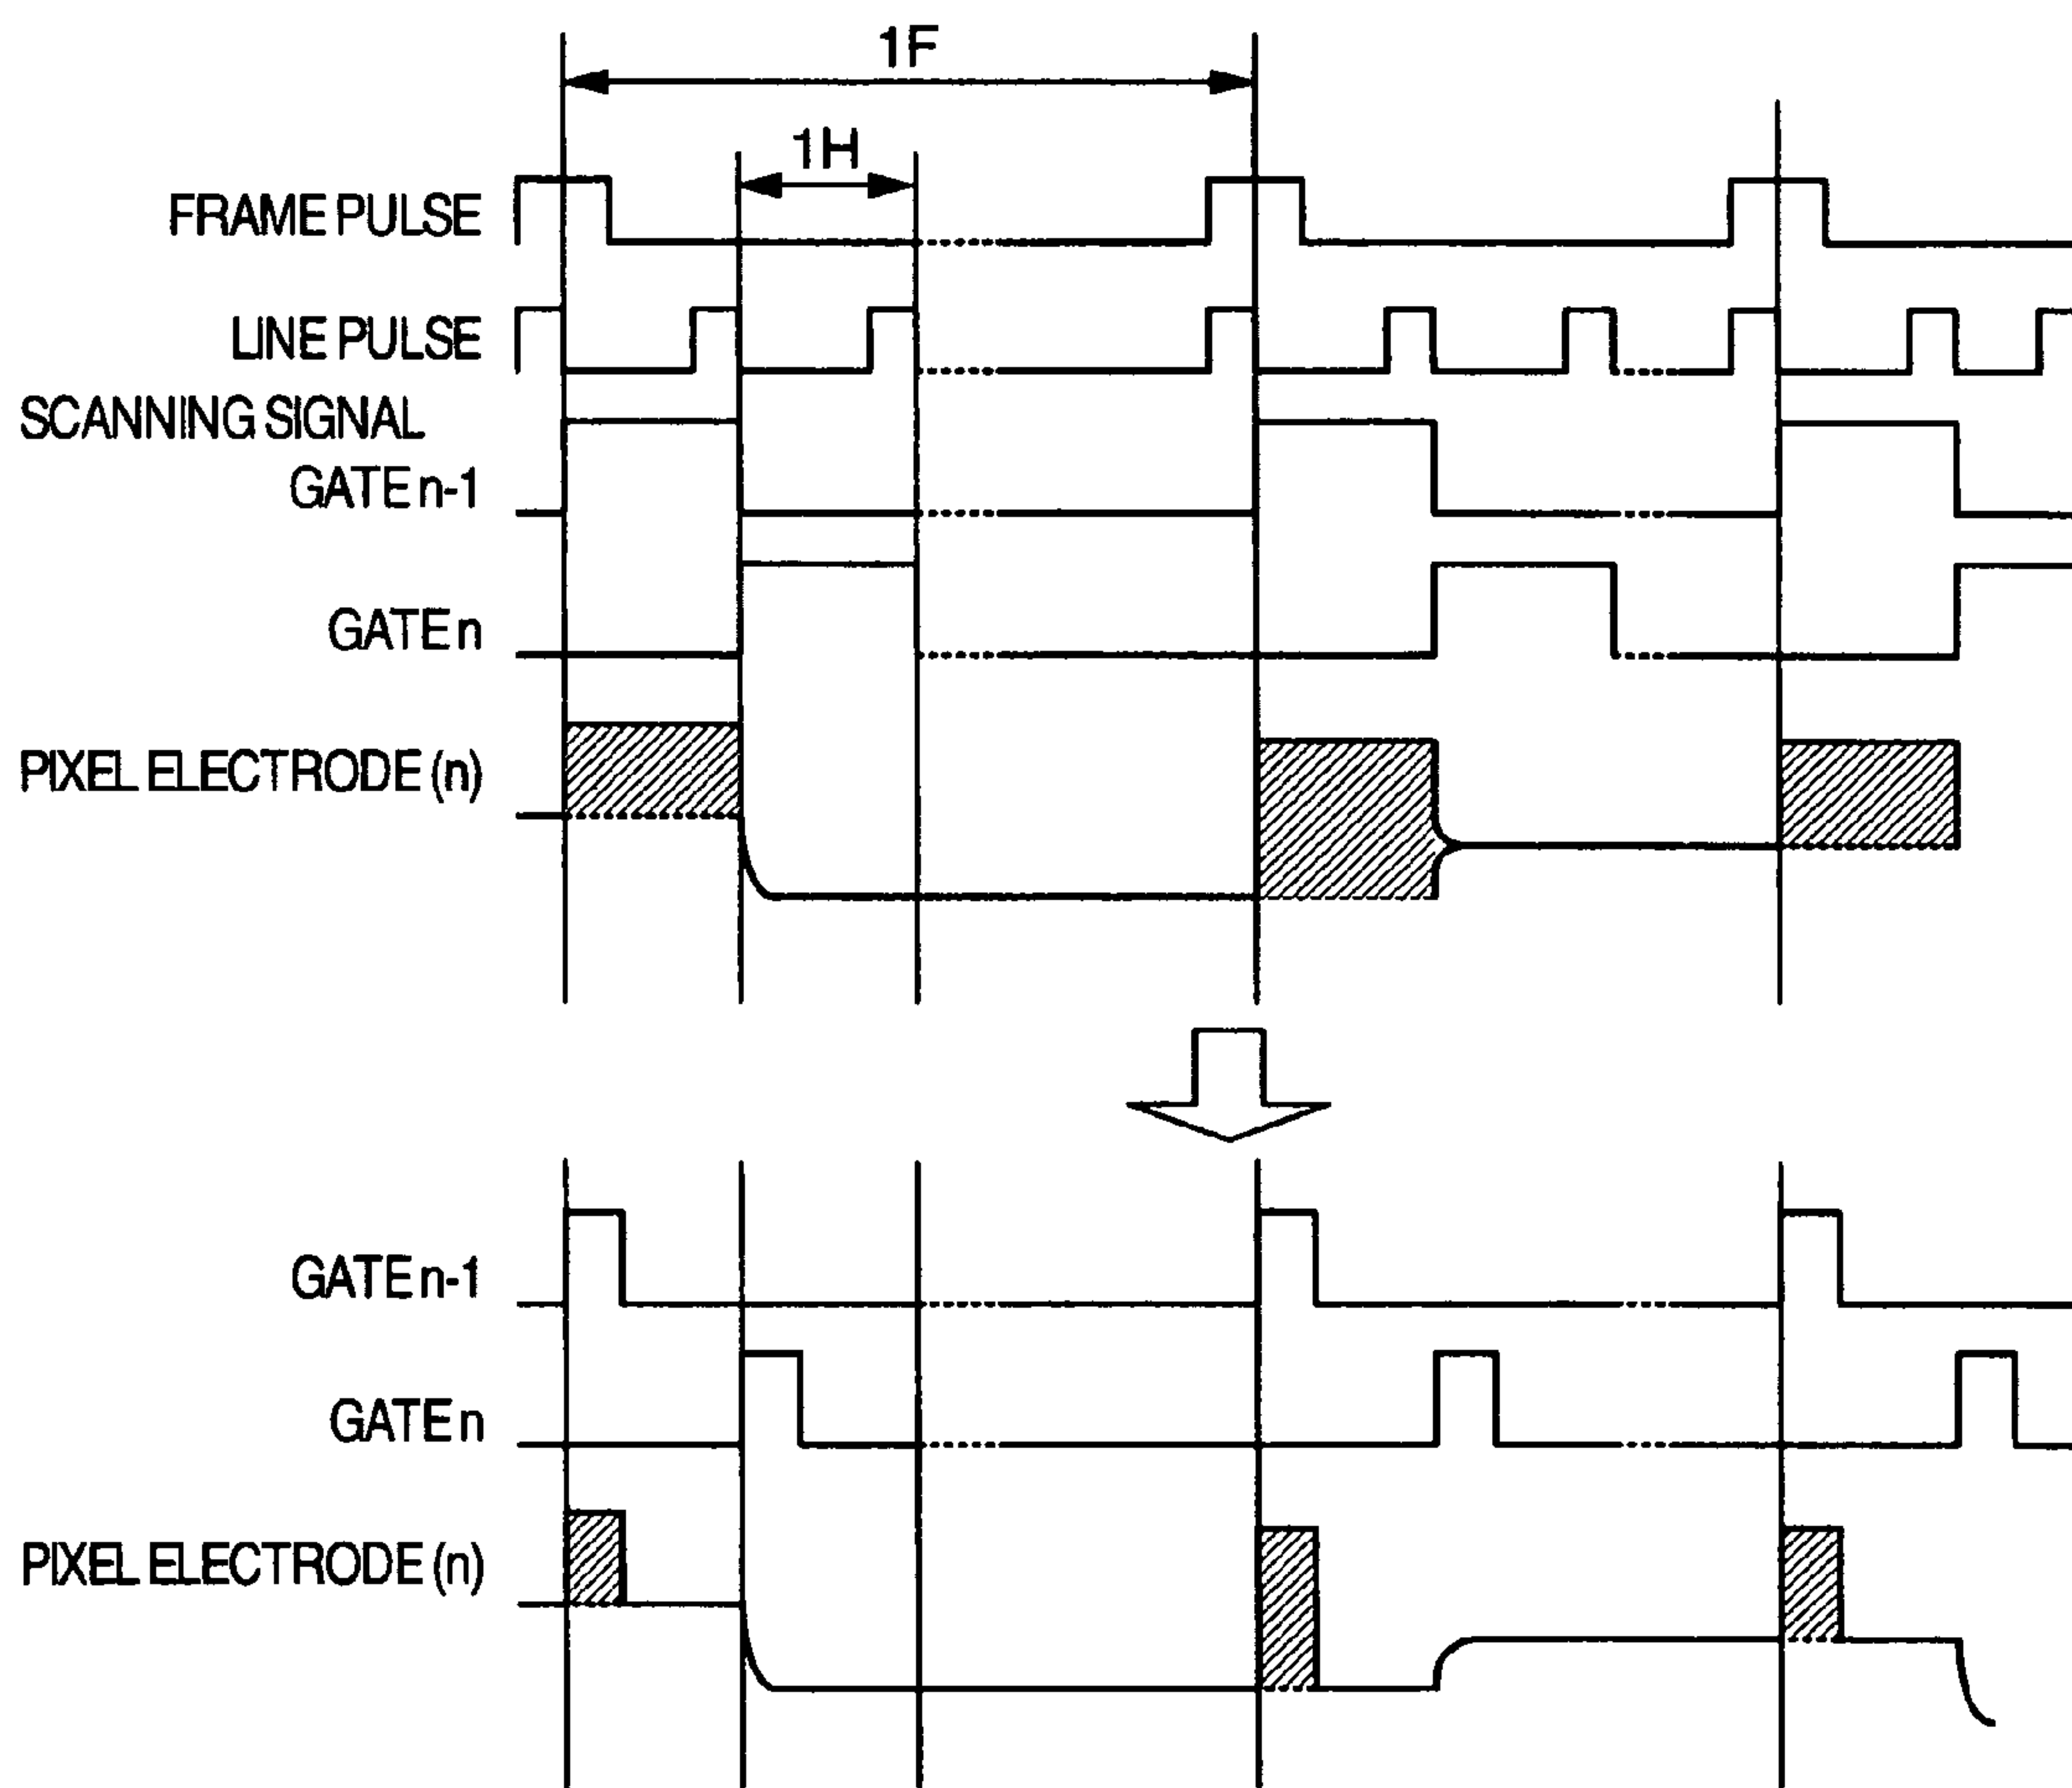 1F
1H
FRAME PULSE
LINE PULSE
SCANNING SIGNAL
GATE n-1
GATE n
PIXEL ELECTRODE (n)
GATE n-1
GATE n
PIXEL ELECTRODE (n)